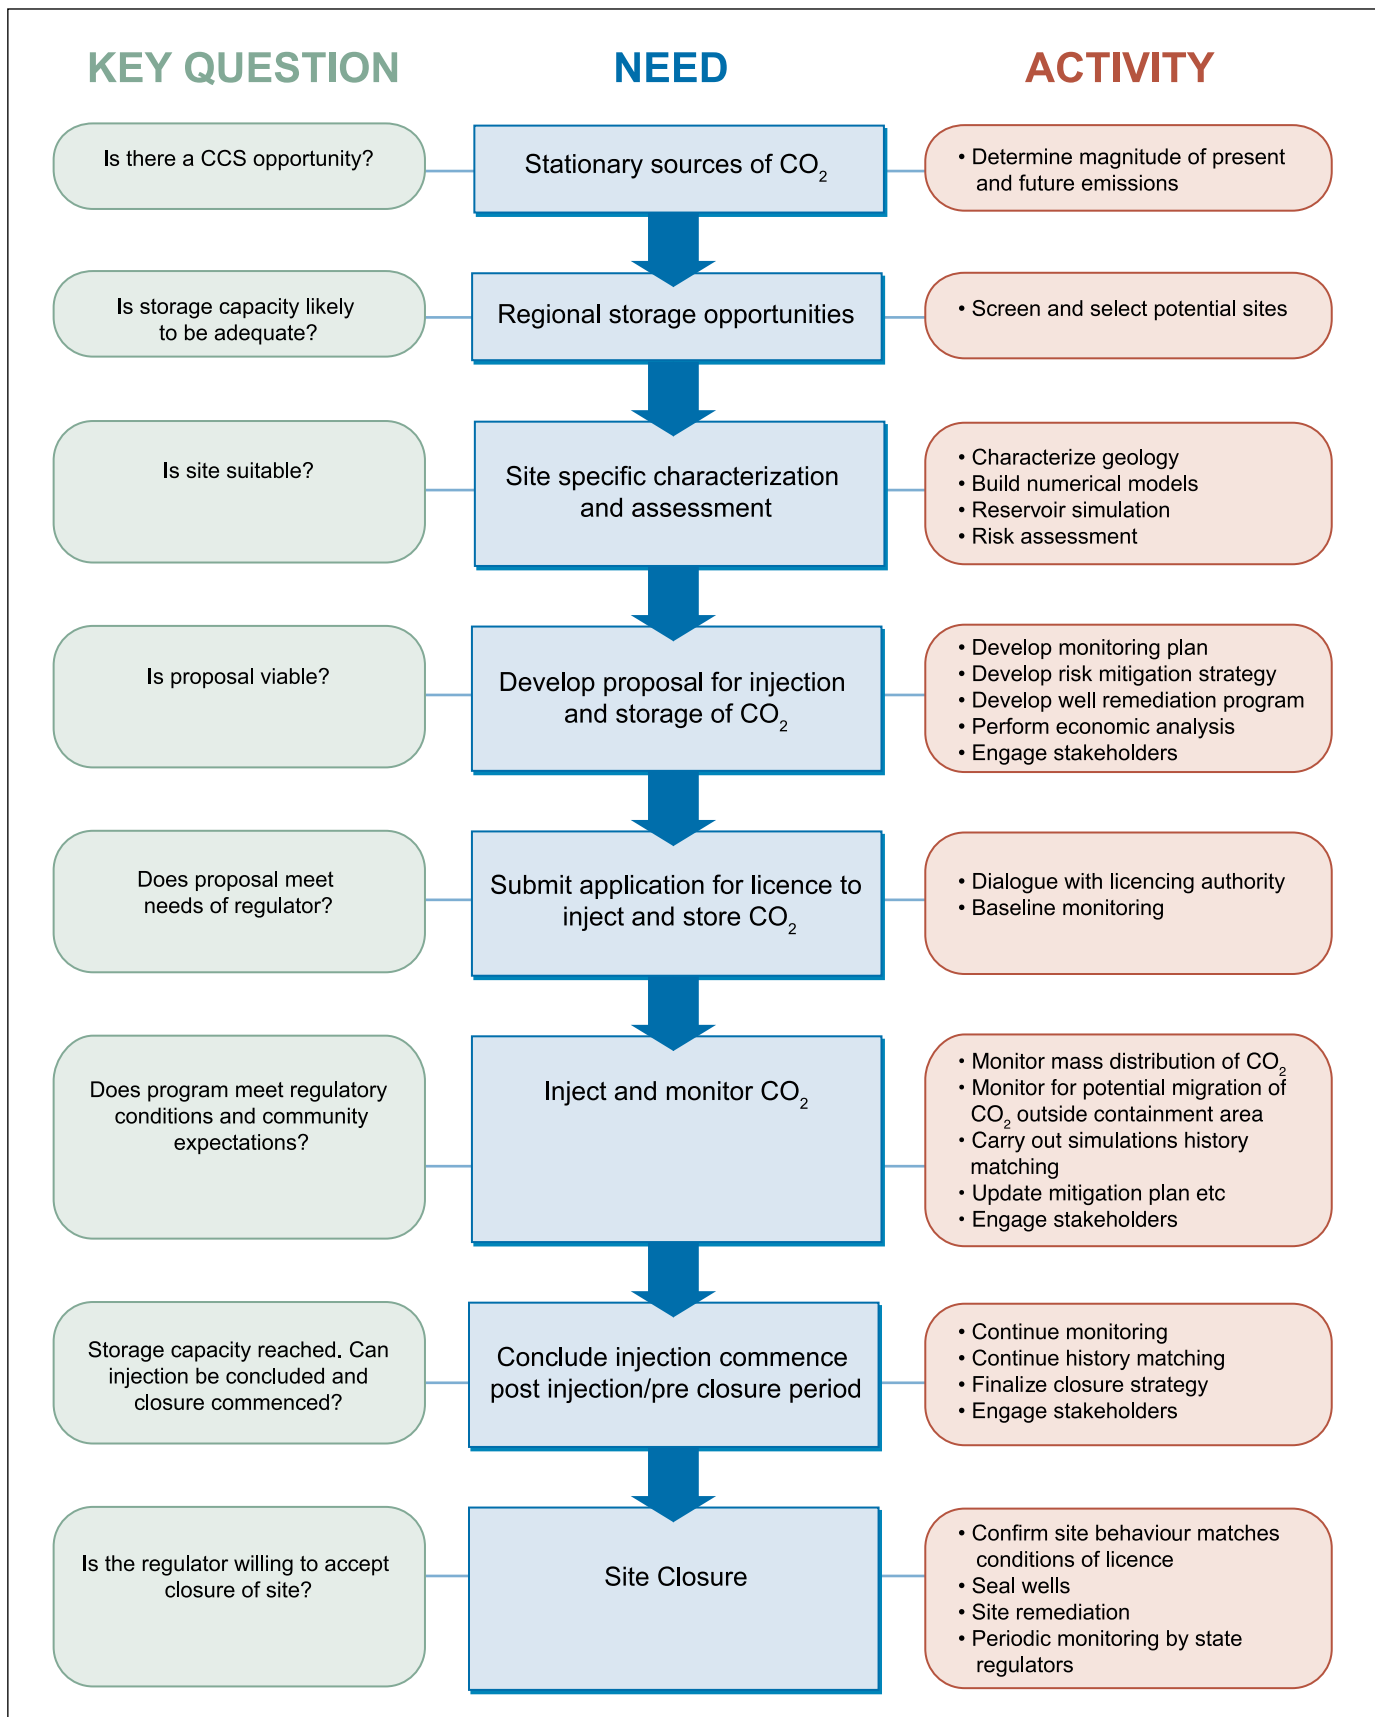 KEY QUESTION
NEED
ACTIVITY
Is there a CCS opportunity?
Stationary sources of CO₂
• Determine magnitude of present
and future emissions
Is storage capacity likely
to be adequate?
Regional storage opportunities
• Screen and select potential sites
Is site suitable?
Site specific characterization
and assessment
• Characterize geology
• Build numerical models
• Reservoir simulation
• Risk assessment
Is proposal viable?
Develop proposal for injection
and storage of CO₂
• Develop monitoring plan
• Develop risk mitigation strategy
• Develop well remediation program
• Perform economic analysis
• Engage stakeholders
Does proposal meet
needs of regulator?
Submit application for licence to
inject and store CO₂
• Dialogue with licencing authority
• Baseline monitoring
Does program meet regulatory
conditions and community
expectations?
Inject and monitor CO₂
• Monitor mass distribution of CO₂
• Monitor for potential migration of
CO₂ outside containment area
• Carry out simulations history
matching
• Update mitigation plan etc
• Engage stakeholders
Storage capacity reached. Can
injection be concluded and
closure commenced?
Conclude injection commence
post injection/pre closure period
• Continue monitoring
• Continue history matching
• Finalize closure strategy
• Engage stakeholders
Is the regulator willing to accept
closure of site?
Site Closure
• Confirm site behaviour matches
conditions of licence
• Seal wells
• Site remediation
• Periodic monitoring by state
regulators